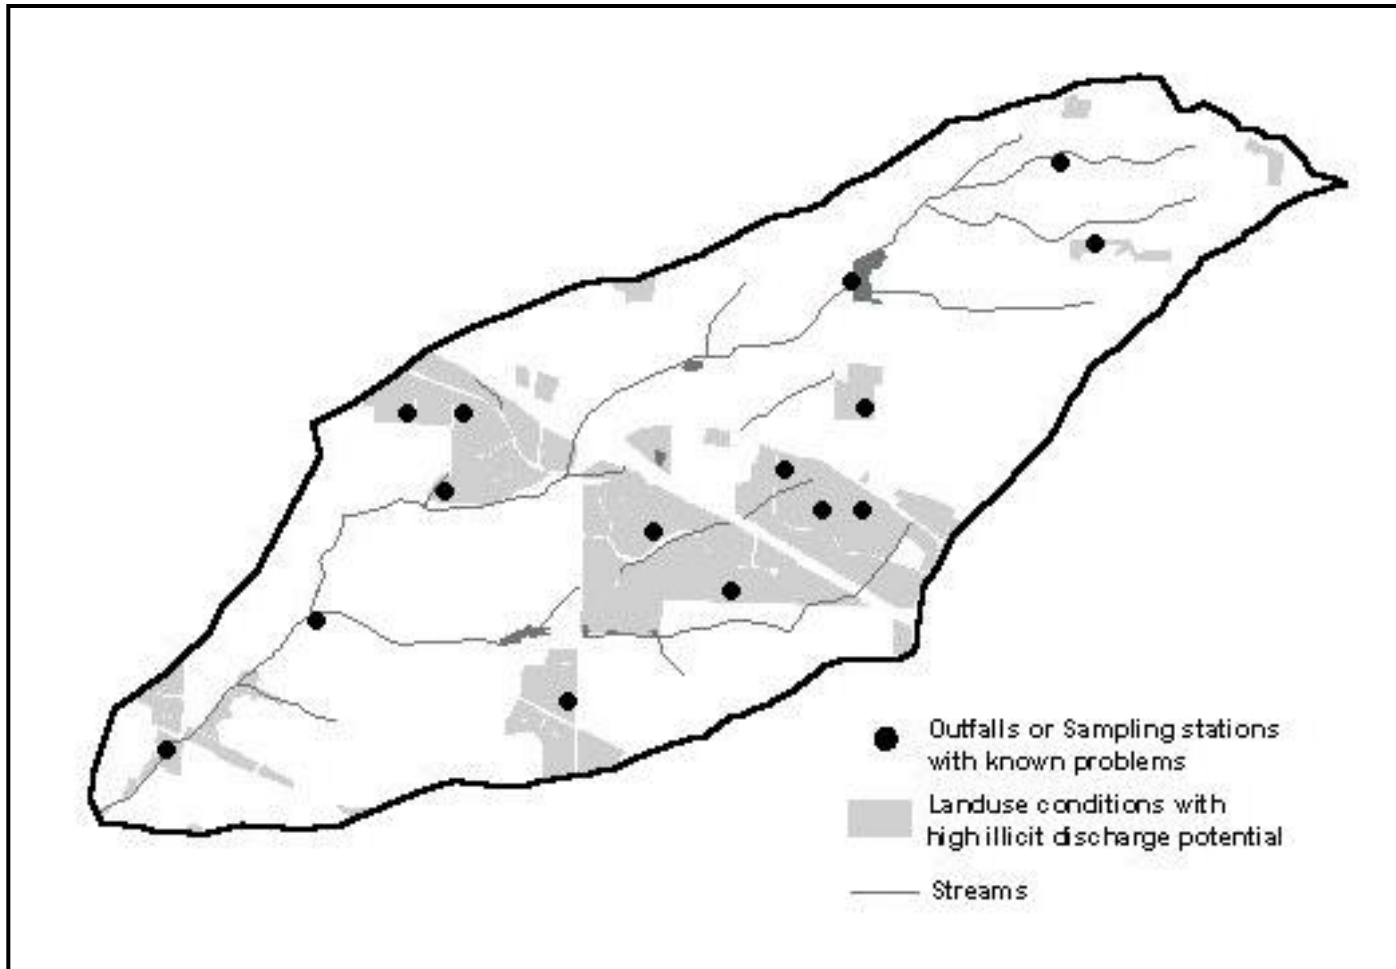 Outfalls or Sampling stations
with known problems
Landuse conditions with
high illicit discharge potential
Streams